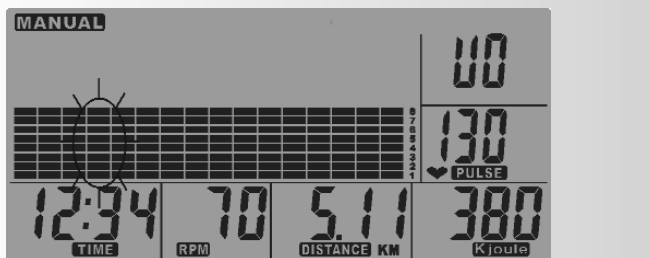 MANUAL
U0
8
7
6
5
4
3
2
1
130
PULSE
12:34
TIME
70
RPM
5.11
DISTANCE KM
380
Kjoule